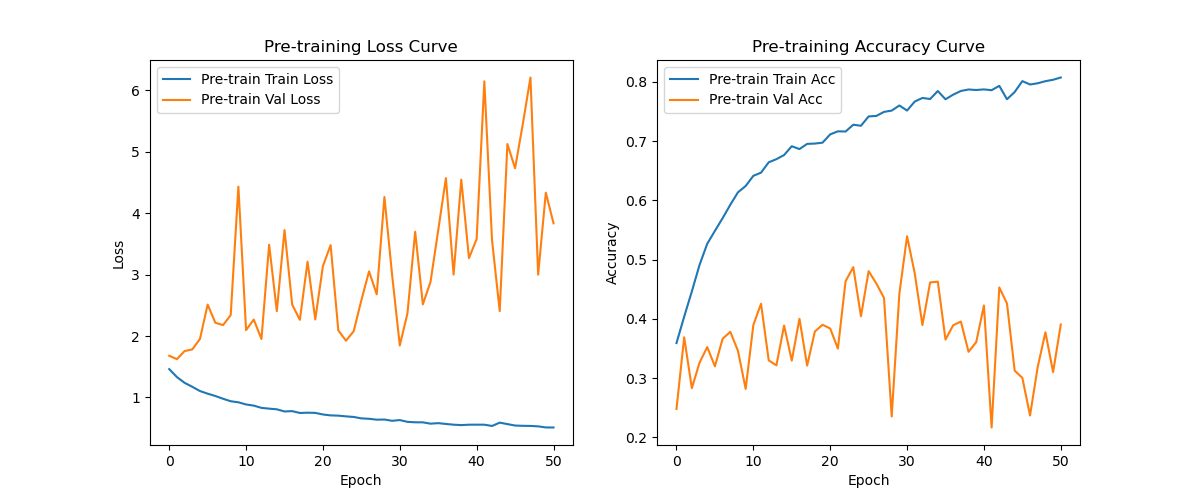 Pre-training Loss Curve
Pre-train Train Loss
Pre-train Val Loss
Loss
6
5
4
3
2
1
0
10
20
30
40
50
Epoch
Pre-training Accuracy Curve
Pre-train Train Acc
Pre-train Val Acc
Accuracy
0.8
0.7
0.6
0.5
0.4
0.3
0.2
0
10
20
30
40
50
Epoch